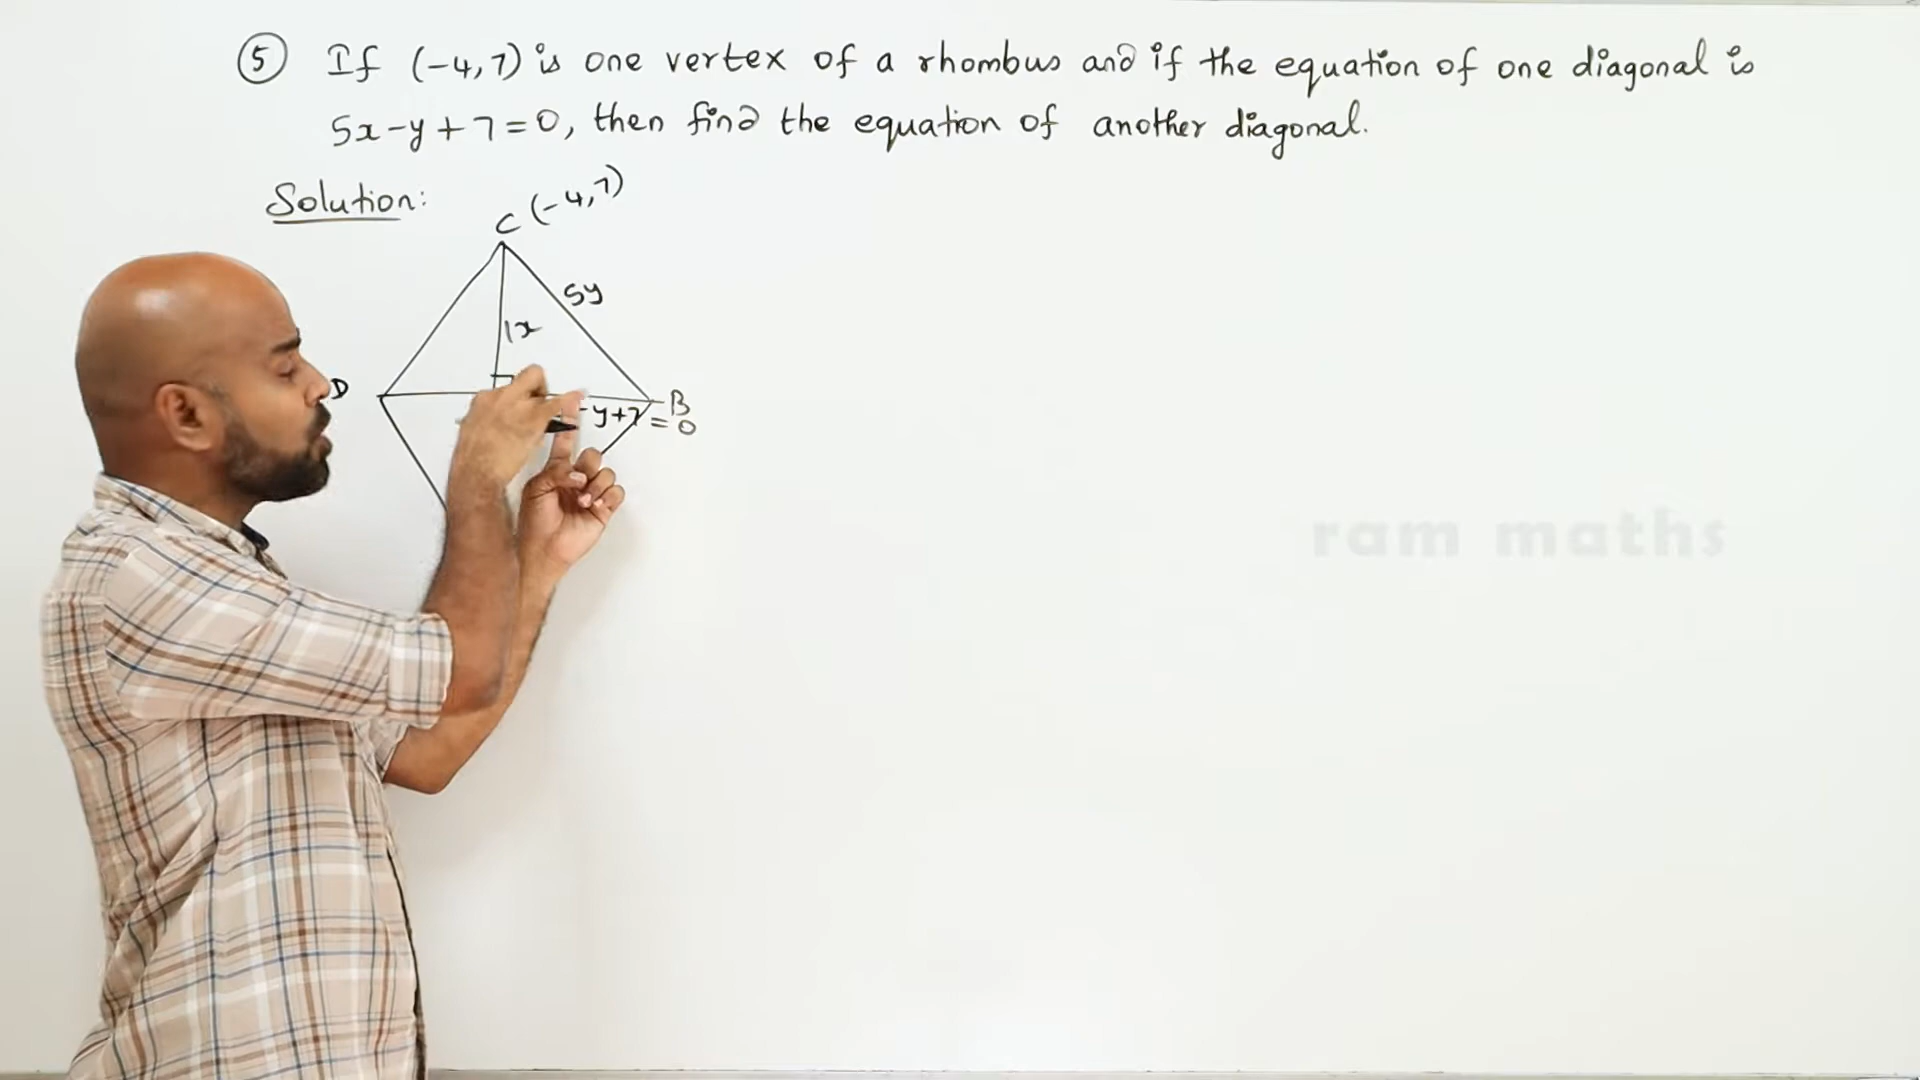 5 If (-4,7) is one vertex of a rhombus and if the equation of one diagonal is
5x-y+7=0, then find the equation of another diagonal.
Solution:
C (-4,7)
5y
1x
D
B
-y+7=0
ram maths